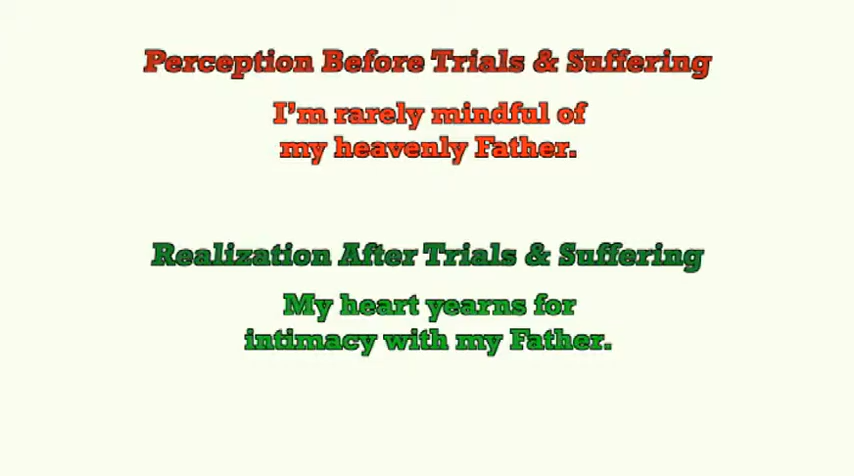 Perception Before Trials & Suffering
I'm rarely mindful of
my heavenly Father.
Realization After Trials & Suffering
My heart yearns for
intimacy with my Father.